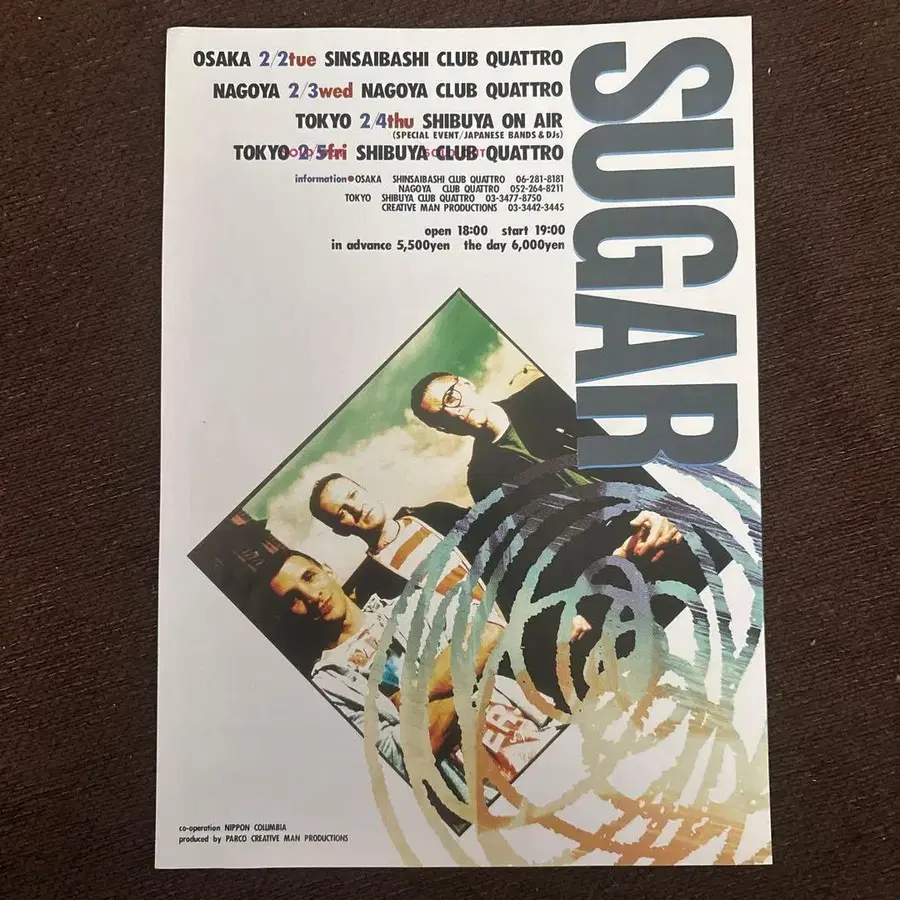 OSAKA 2/2tue SINSAIBASHI CLUB QUATTRO
NAGOYA 2/3wed NAGOYA CLUB QUATTRO
TOKYO 2/4thu SHIBUYA ON AIR
(SPECIAL EVENT/JAPANESE BANDS & DJs)
TOKYO 2/5fri SHIBUYA CLUB QUATTRO
information●OSAKA SHINSAIBASHI CLUB QUATTRO 06-281-8181
NAGOYA CLUB QUATTRO 052-264-8211
TOKYO SHIBUYA CLUB QUATTRO 03-3477-8750
CREATIVE MAN PRODUCTIONS 03-3442-3445
open 18:00 start 19:00
in advance 5,500yen the day 6,000yen
SUGAR
co-operation NIPPON COLUMBIA
produced by PARCO CREATIVE MAN PRODUCTIONS